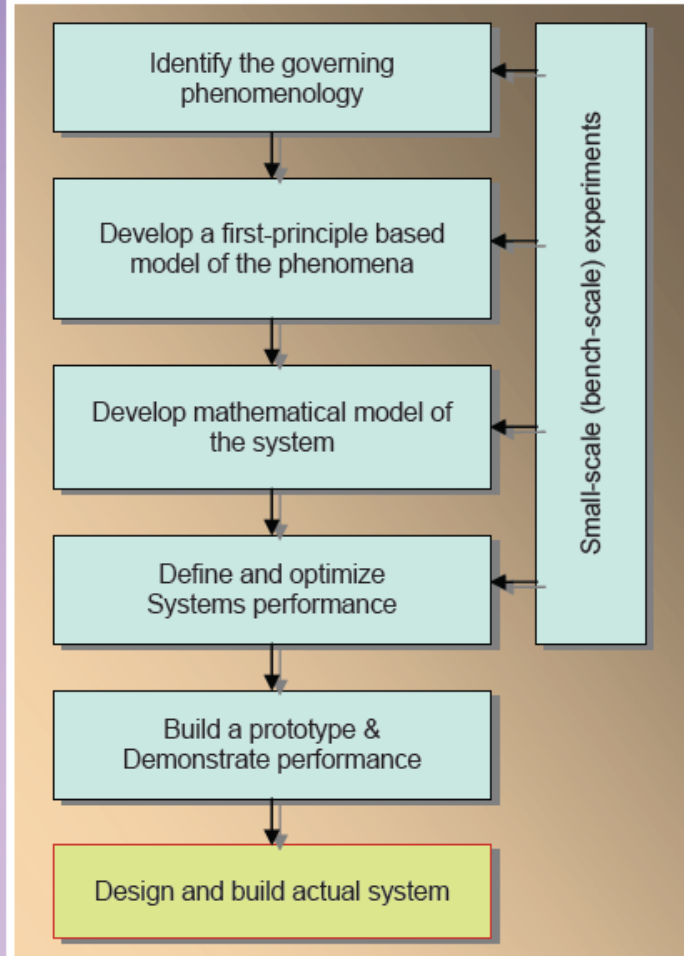 Identify the governing
phenomenology
Develop a first-principle based
model of the phenomena
Develop mathematical model of
the system
Define and optimize
Systems performance
Build a prototype &
Demonstrate performance
Design and build actual system
Small-scale (bench-scale) experiments